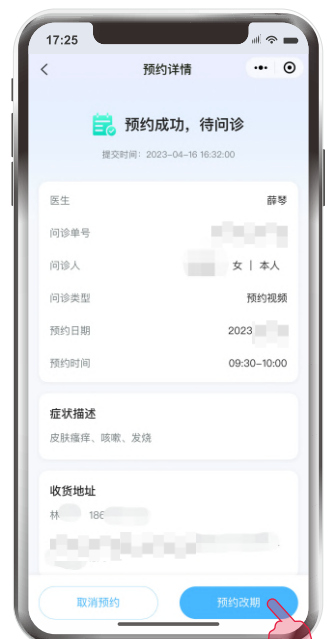 17:25
预约详情
预约成功，待问诊
提交时间：2023-04-16 16:32:00
医生 薛琴
问诊单号
问诊人 女 | 本人
问诊类型 预约视频
预约日期 2023
预约时间 09:30-10:00
症状描述
皮肤瘙痒、咳嗽、发烧
收货地址
林 186
取消预约 预约改期